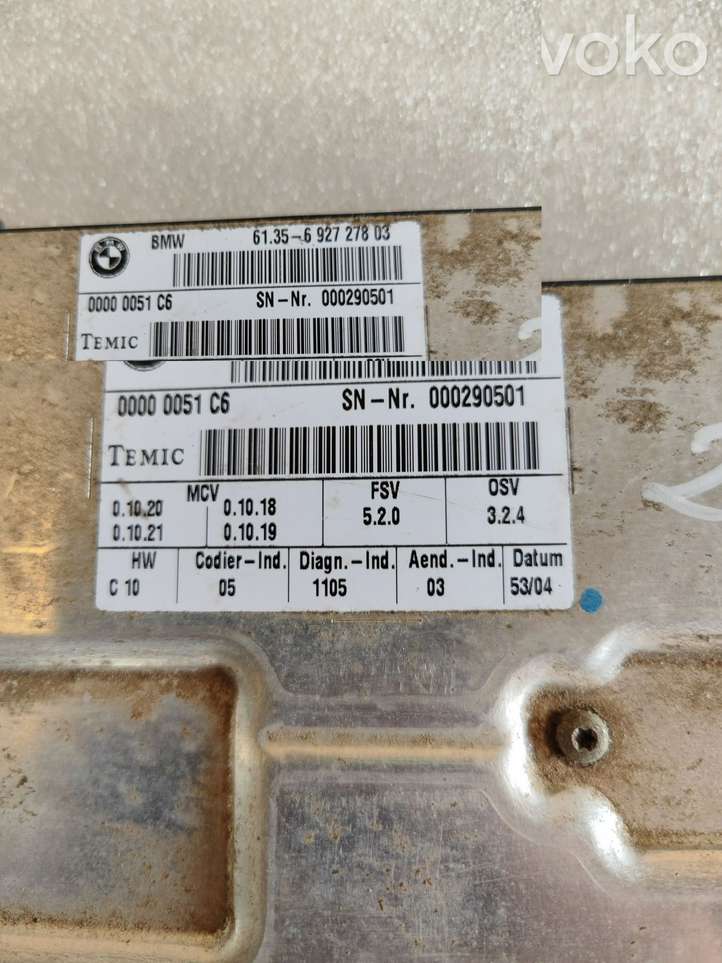 voko
BMW 61.35-6 927 278 03
0000 0051 C6 SN-Nr. 000290501
TEMIC
0000 0051 C6 SN-Nr. 000290501
TEMIC
MCV FSV OSV
0.10.20 0.10.18 5.2.0 3.2.4
0.10.21 0.10.19
HW Codier-Ind. Diagn.-Ind. Aend.-Ind. Datum
C 10 05 1105 03 53/04
2